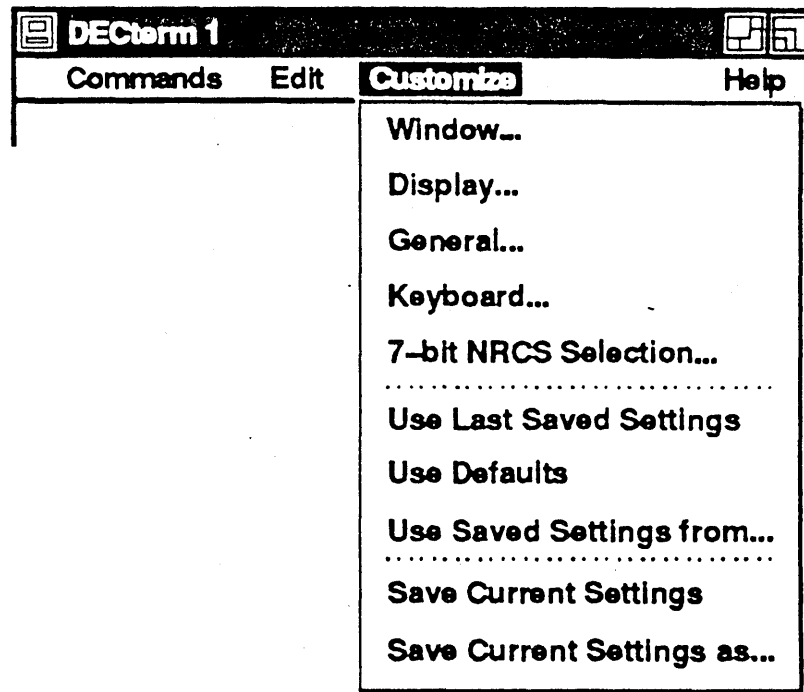 DECterm 1
Commands Edit Customize Help
Window...
Display...
General...
Keyboard...
7-bit NRCS Selection...
Use Last Saved Settings
Use Defaults
Use Saved Settings from...
Save Current Settings
Save Current Settings as...